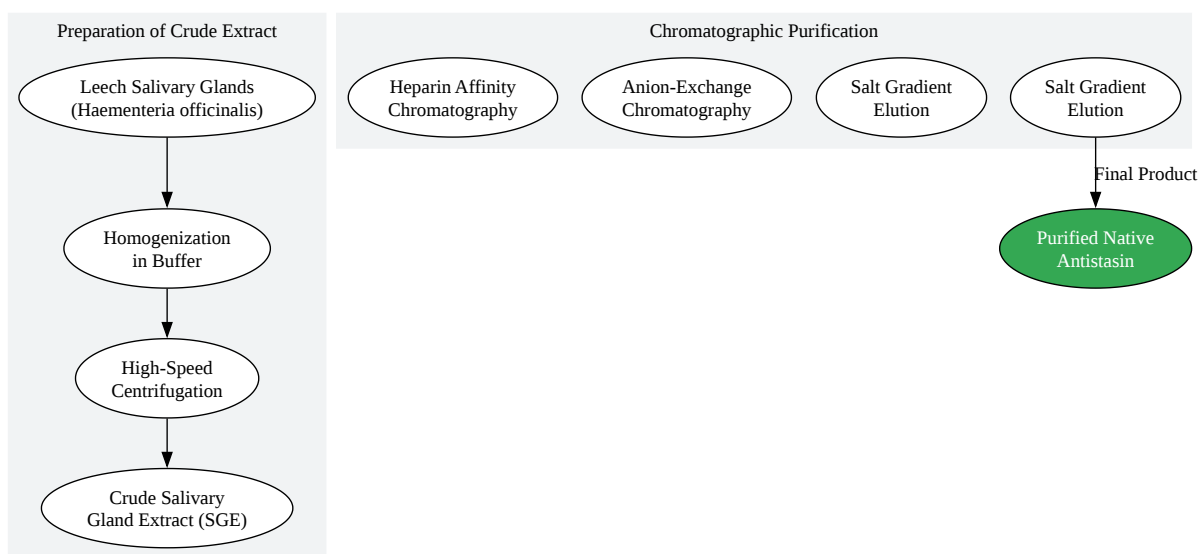 Preparation of Crude Extract
Leech Salivary Glands
(Haementeria officinalis)
Homogenization
in Buffer
High-Speed
Centrifugation
Crude Salivary
Gland Extract (SGE)
Chromatographic Purification
Heparin Affinity
Chromatography
Anion-Exchange
Chromatography
Salt Gradient
Elution
Salt Gradient
Elution
Final Product
Purified Native
Antistasin